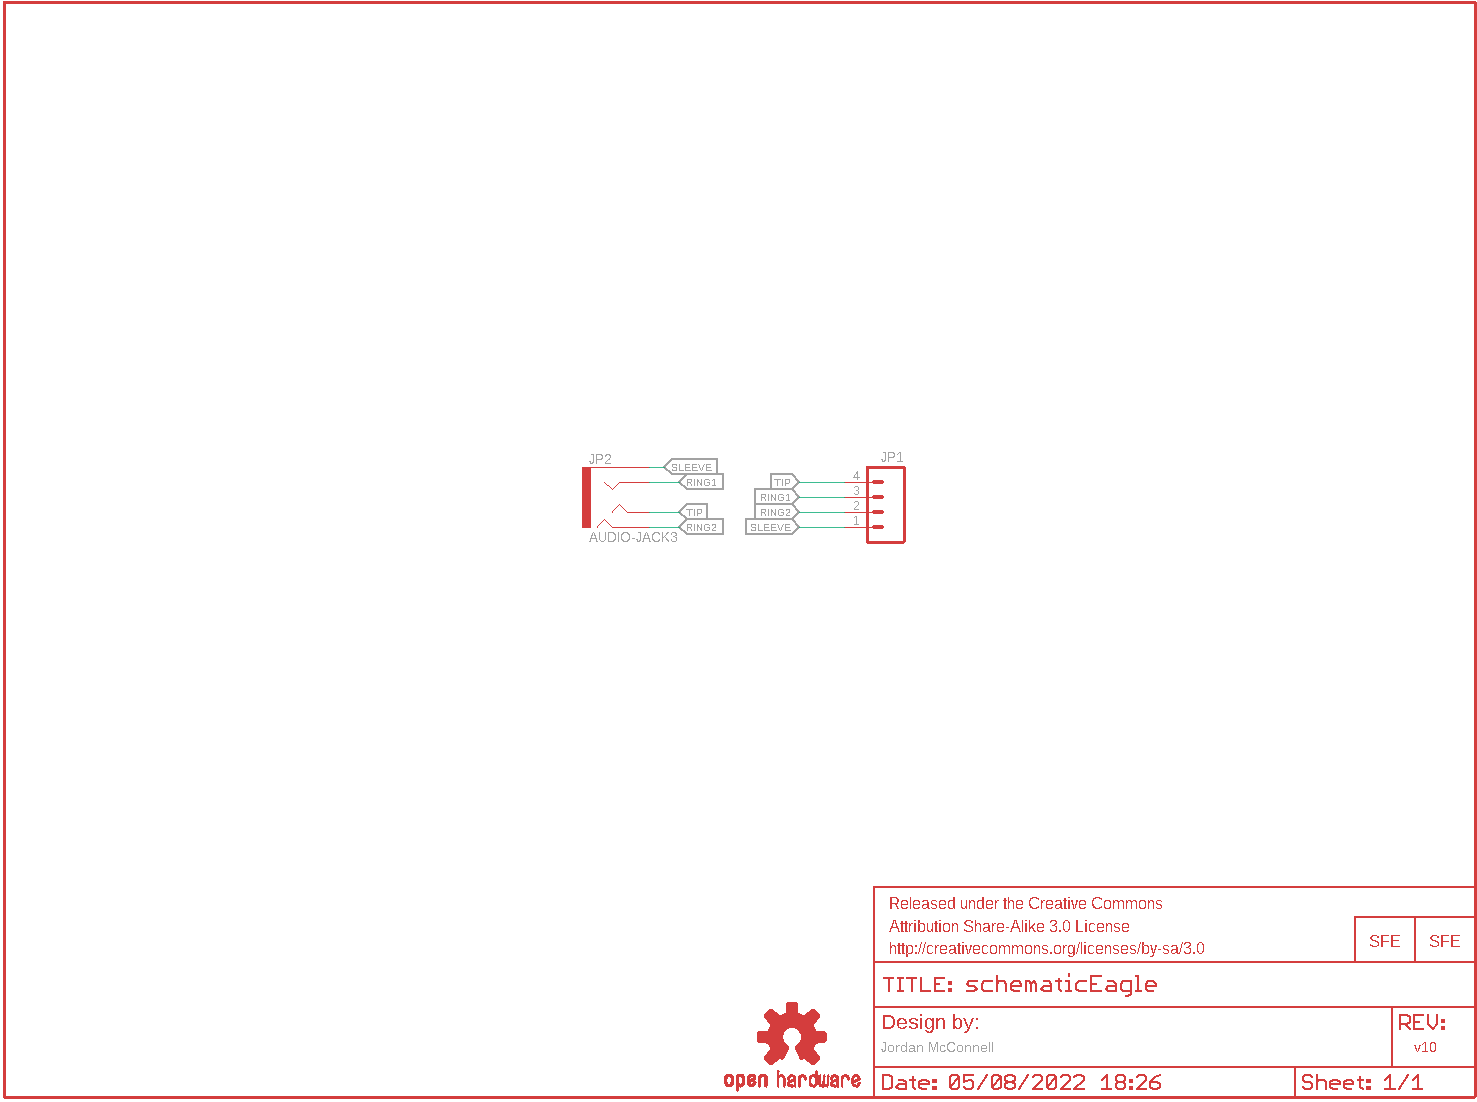 JP2
SLEEVE
RING1
TIP
RING2
AUDIO-JACK3
JP1
TIP 4
RING1 3
RING2 2
SLEEVE 1
Released under the Creative Commons
Attribution Share-Alike 3.0 License
http://creativecommons.org/licenses/by-sa/3.0
SFE SFE
TITLE: schematicEagle
Design by:
Jordan McConnell
REV:
v10
open hardware
Date: 05/08/2022 18:26
Sheet: 1/1